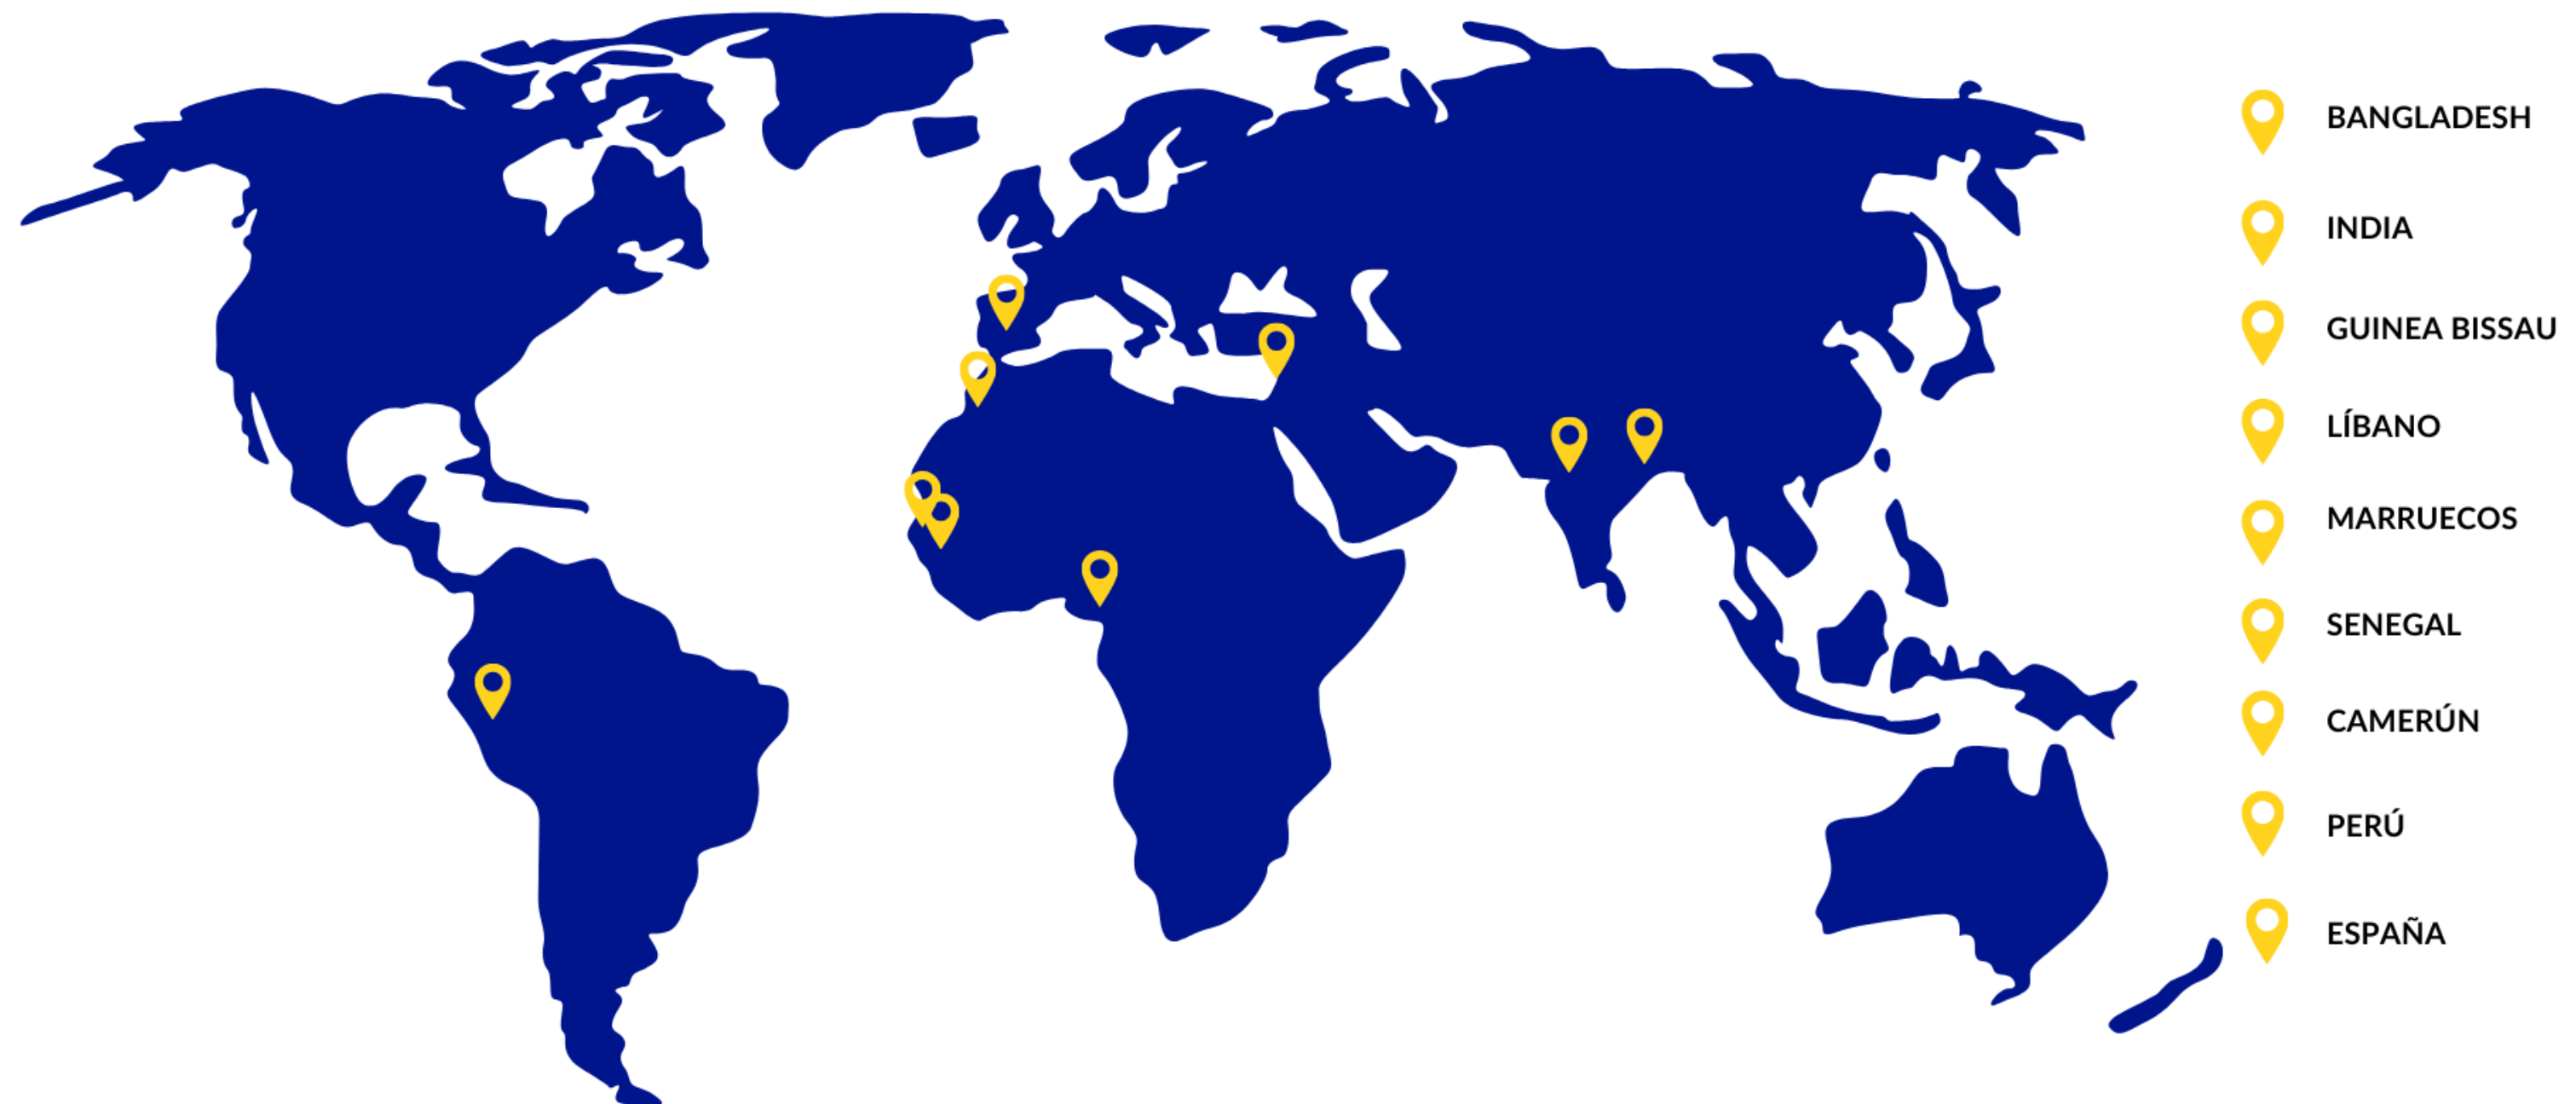 BANGLADESH
INDIA
GUINEA BISSAU
LÍBANO
MARRUECOS
SENEGAL
CAMERÚN
PERÚ
ESPAÑA